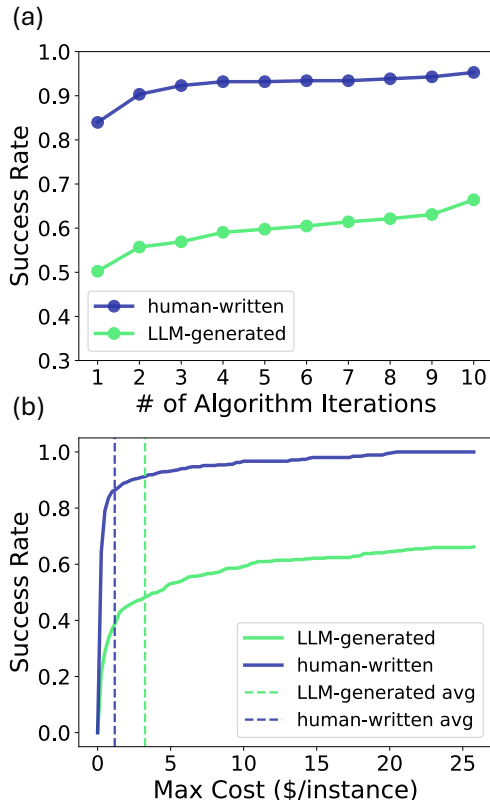 (a)
1.0
0.9
0.8
0.7
0.6
0.5
0.4
0.3
Success Rate
human-written
LLM-generated
1 2 3 4 5 6 7 8 9 10
# of Algorithm Iterations
(b)
1.0
0.8
0.6
0.4
0.2
0.0
Success Rate
LLM-generated
human-written
LLM-generated avg
human-written avg
0 5 10 15 20 25
Max Cost ($/instance)